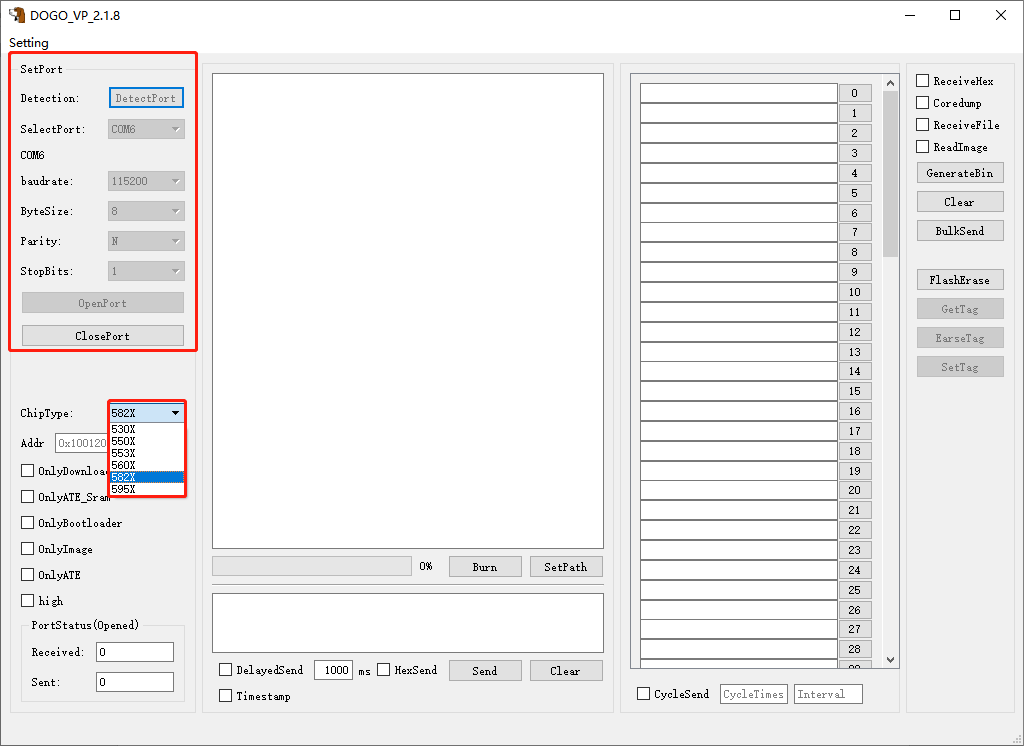 DOGO_VP_2.1.8
Setting
SetPort
Detection: DetectPort
SelectPort: COM6
COM6
baudrate: 115200
ByteSize: 8
Parity: N
StopBits: 1
OpenPort
ClosePort
ChipType: 582X
530X
550X
553X
560X
582X
595X
Addr 0x100120
OnlyATE_Sram
OnlyBootloader
OnlyImage
OnlyATE
high
PortStatus(Opened)
Received: 0
Sent: 0
0% Burn SetPath
DelayedSend 1000 ms HexSend Send Clear
Timestamp
0
1
2
3
4
5
6
7
8
9
10
11
12
13
14
15
16
17
18
19
20
21
22
23
24
25
26
27
28
CycleSend CycleTimes Interval
ReceiveHex
Coredump
ReceiveFile
ReadImage
GenerateBin
Clear
BulkSend
FlashErase
GetTag
EarseTag
SetTag